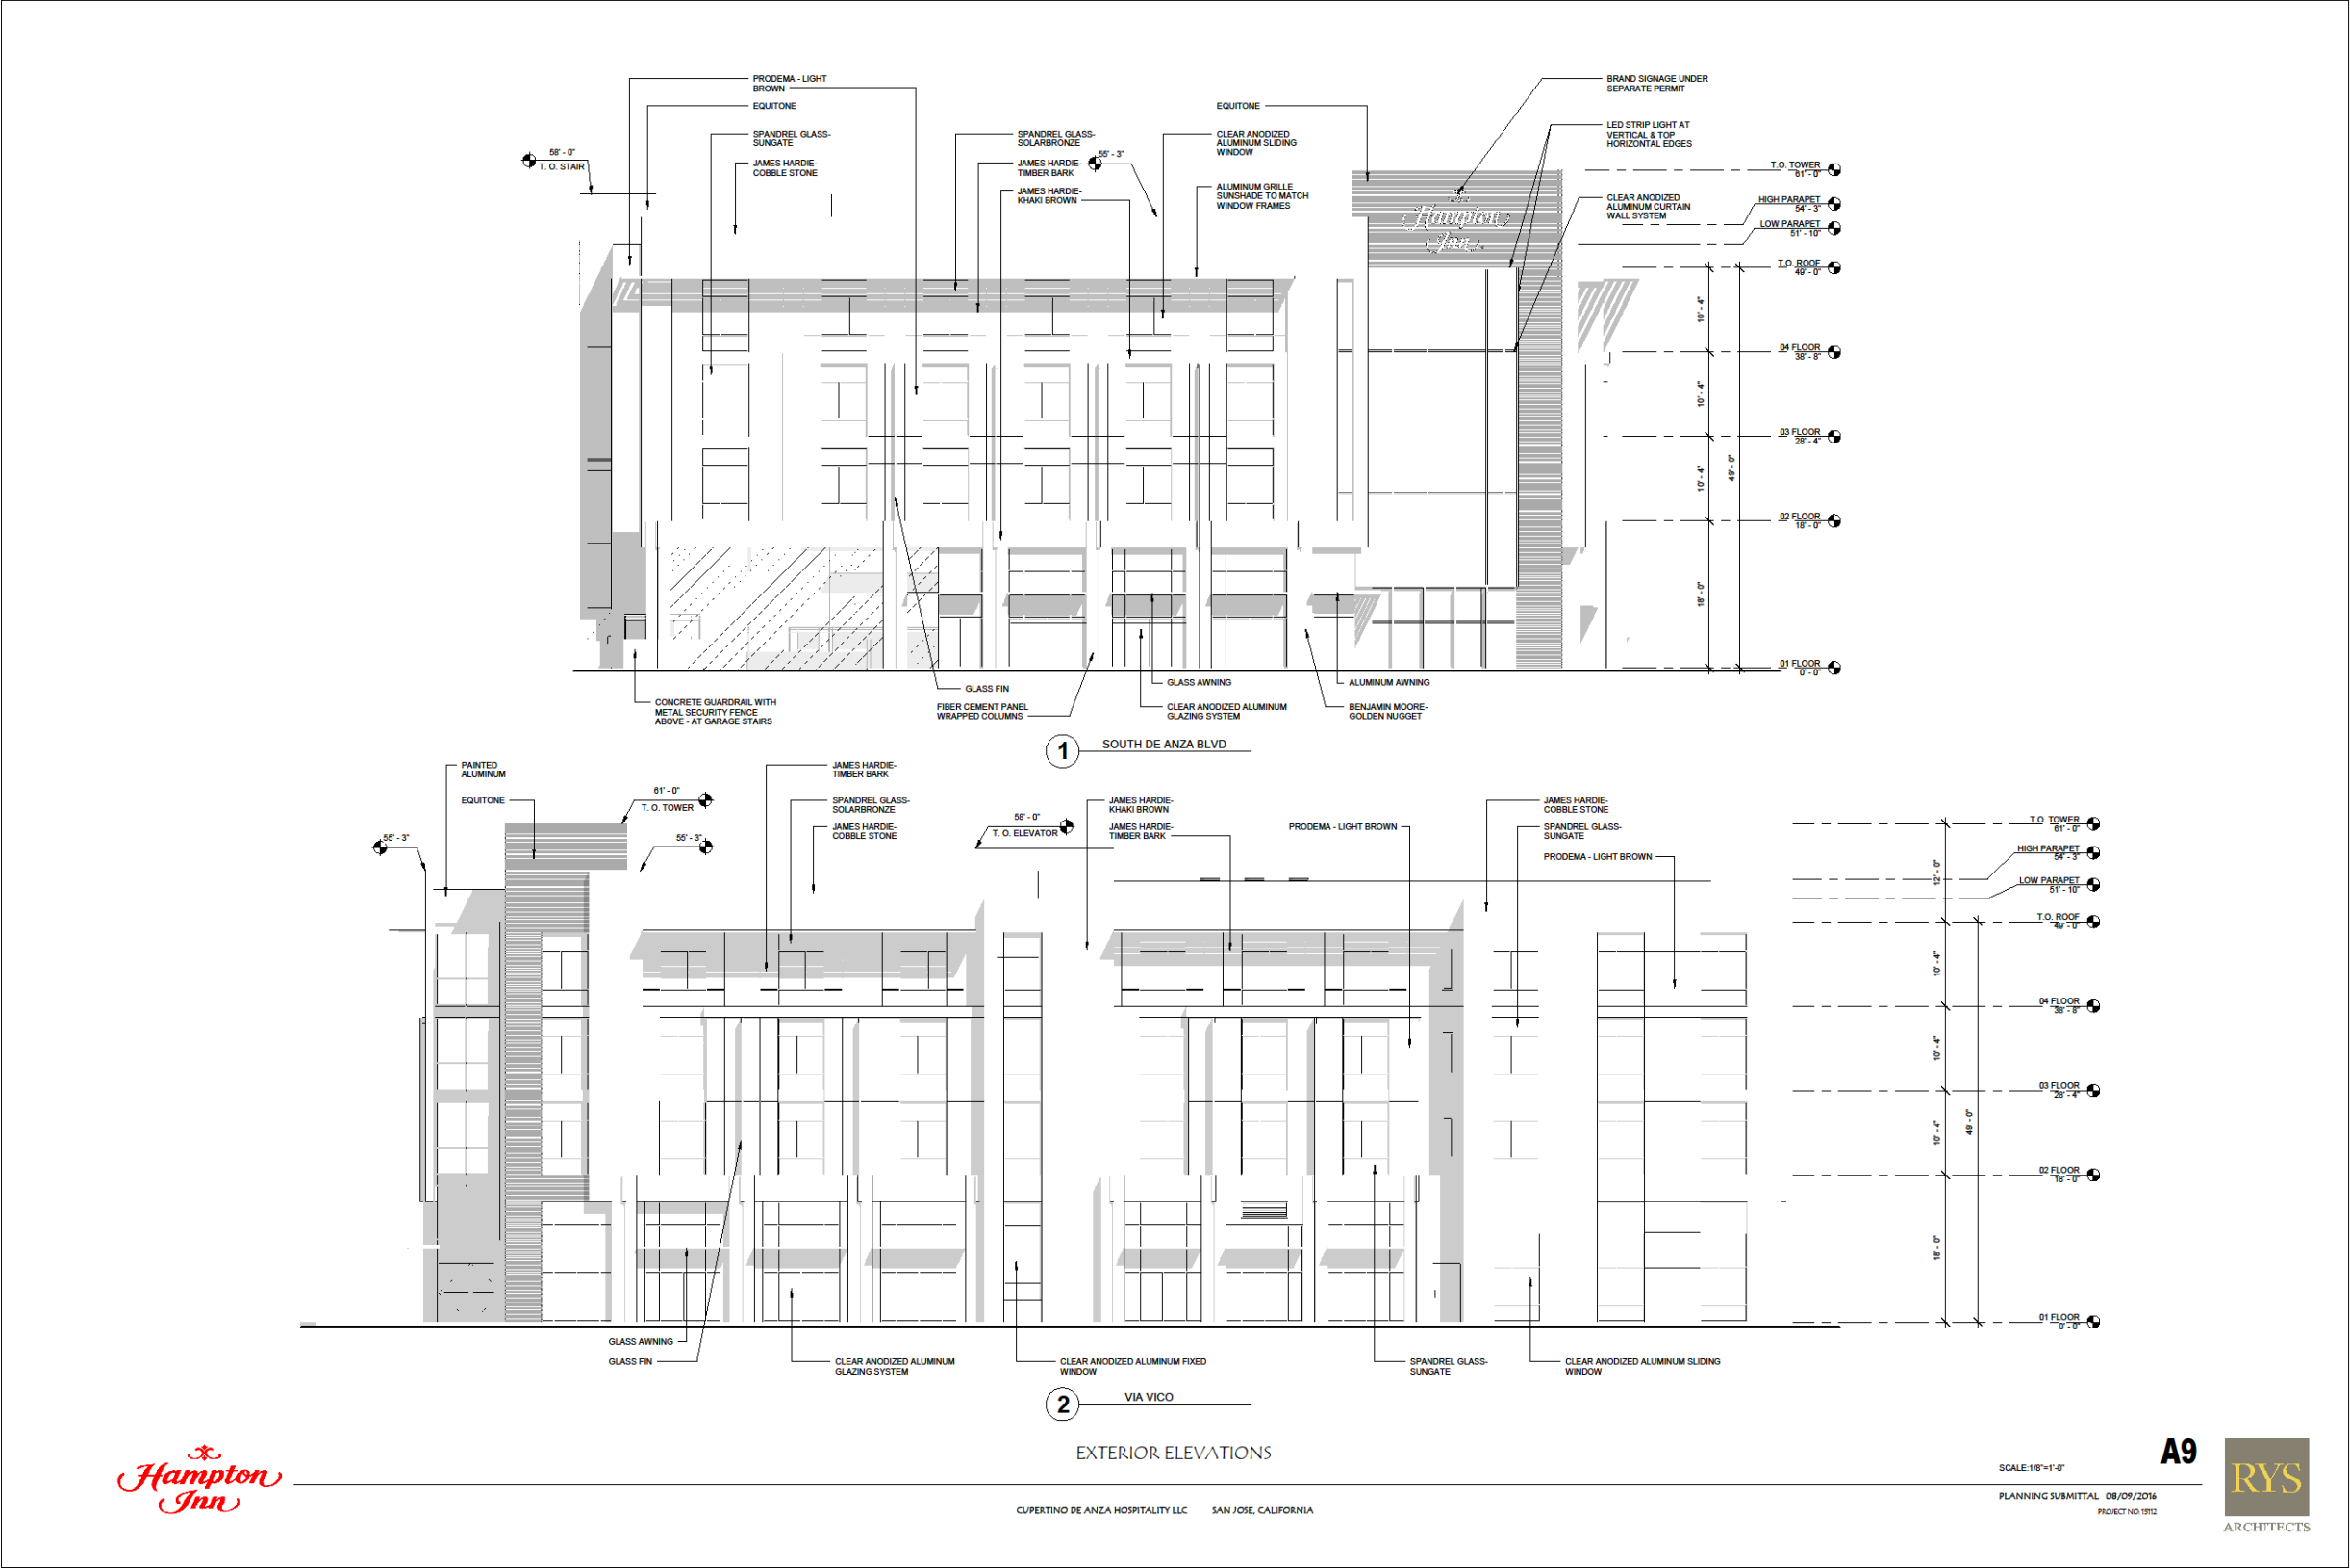 PRODEMA - LIGHT
BROWN
EQUITONE
SPANDREL GLASS-
SUNGATE
JAMES HARDIE-
COBBLE STONE
58' - 0"
T. O. STAIR
SPANDREL GLASS-
SOLARBRONZE
JAMES HARDIE-
TIMBER BARK
JAMES HARDIE-
KHAKI BROWN
55' - 3"
EQUITONE
CLEAR ANODIZED
ALUMINUM SLIDING
WINDOW
ALUMINUM GRILLE
SUNSHADE TO MATCH
WINDOW FRAMES
BRAND SIGNAGE UNDER
SEPARATE PERMIT
LED STRIP LIGHT AT
VERTICAL & TOP
HORIZONTAL EDGES
CLEAR ANODIZED
ALUMINUM CURTAIN
WALL SYSTEM
Hampton
Inn
T.O. TOWER
61' - 0"
HIGH PARAPET
54' - 3"
LOW PARAPET
51' - 10"
T.O. ROOF
49' - 0"
04 FLOOR
38' - 8"
03 FLOOR
28' - 4"
02 FLOOR
18' - 0"
01 FLOOR
0' - 0"
10' - 4"
10' - 4"
10' - 4"
18' - 0"
49' - 0"
CONCRETE GUARDRAIL WITH
METAL SECURITY FENCE
ABOVE - AT GARAGE STAIRS
GLASS FIN
FIBER CEMENT PANEL
WRAPPED COLUMNS
GLASS AWNING
CLEAR ANODIZED ALUMINUM
GLAZING SYSTEM
ALUMINUM AWNING
BENJAMIN MOORE-
GOLDEN NUGGET
1
SOUTH DE ANZA BLVD
PAINTED
ALUMINUM
EQUITONE
55' - 3"
61' - 0"
T. O. TOWER
55' - 3"
JAMES HARDIE-
TIMBER BARK
SPANDREL GLASS-
SOLARBRONZE
JAMES HARDIE-
COBBLE STONE
58' - 0"
T. O. ELEVATOR
JAMES HARDIE-
KHAKI BROWN
JAMES HARDIE-
TIMBER BARK
PRODEMA - LIGHT BROWN
JAMES HARDIE-
COBBLE STONE
SPANDREL GLASS-
SUNGATE
PRODEMA - LIGHT BROWN
T.O. TOWER
61' - 0"
HIGH PARAPET
54' - 3"
LOW PARAPET
51' - 10"
T.O. ROOF
49' - 0"
04 FLOOR
38' - 8"
03 FLOOR
28' - 4"
02 FLOOR
18' - 0"
01 FLOOR
0' - 0"
12' - 0"
10' - 4"
10' - 4"
10' - 4"
18' - 0"
49' - 0"
GLASS AWNING
GLASS FIN
CLEAR ANODIZED ALUMINUM
GLAZING SYSTEM
CLEAR ANODIZED ALUMINUM FIXED
WINDOW
SPANDREL GLASS-
SUNGATE
CLEAR ANODIZED ALUMINUM SLIDING
WINDOW
2
VIA VICO
EXTERIOR ELEVATIONS
Hampton
Inn
CUPERTINO DE ANZA HOSPITALITY LLC SAN JOSE, CALIFORNIA
A9
SCALE:1/8"=1'-0"
PLANNING SUBMITTAL 08/09/2016
PROJECT NO: 15112
RYS
ARCHITECTS